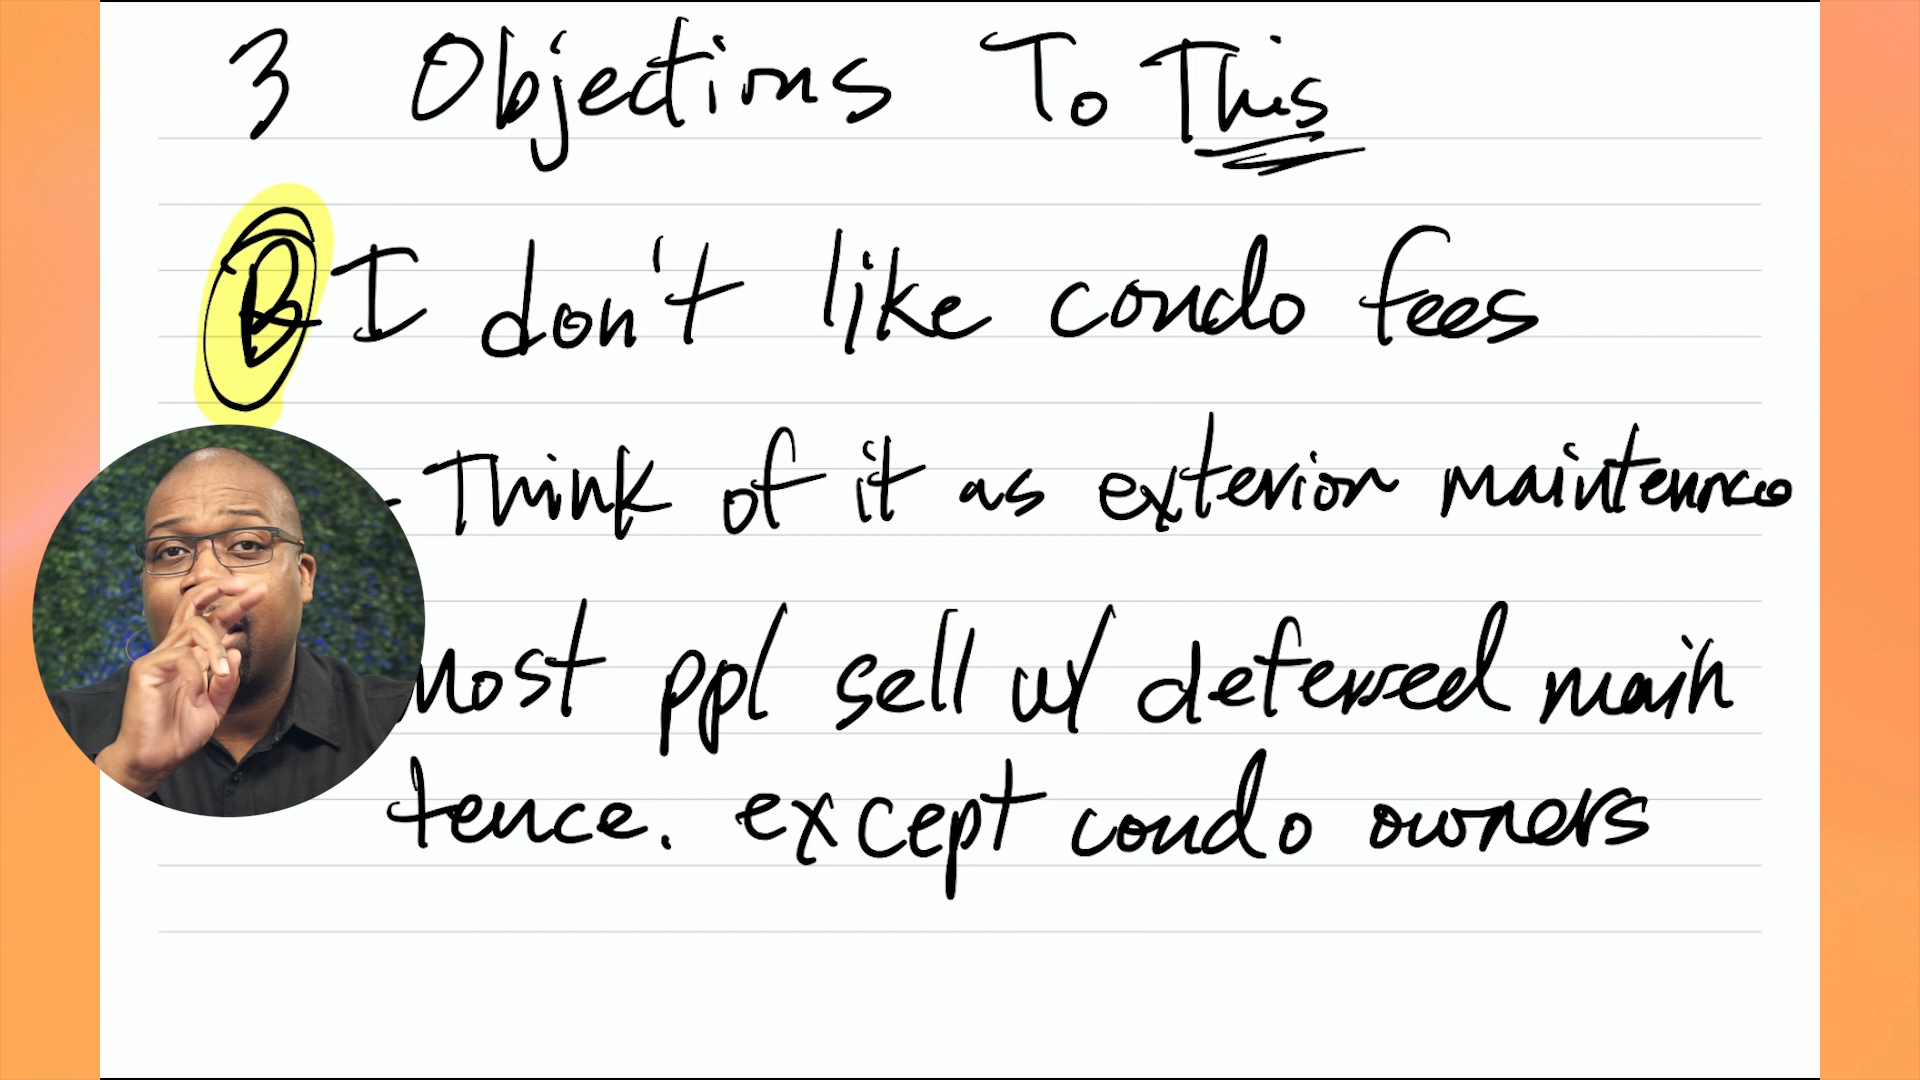 3 Objections To This
B I don't like condo fees
- Think of it as exterior maintenance
most ppl sell w/ deferred main
tence. except condo owners